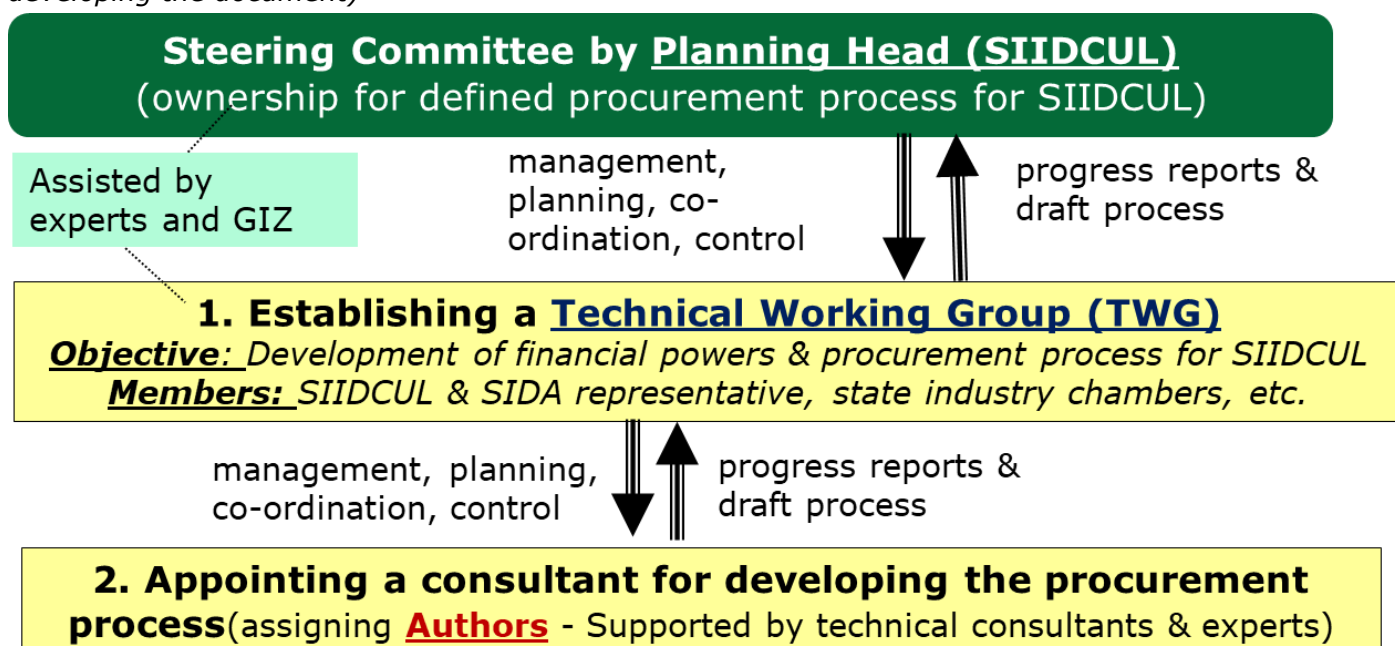 developing the document)
Steering Committee by Planning Head (SIIDCUL)
(ownership for defined procurement process for SIIDCUL)
Assisted by
experts and GIZ
management,
planning, co-
ordination, control
progress reports &
draft process
1. Establishing a Technical Working Group (TWG)
Objective: Development of financial powers & procurement process for SIIDCUL
Members: SIIDCUL & SIDA representative, state industry chambers, etc.
management, planning,
co-ordination, control
progress reports &
draft process
2. Appointing a consultant for developing the procurement
process(assigning Authors - Supported by technical consultants & experts)